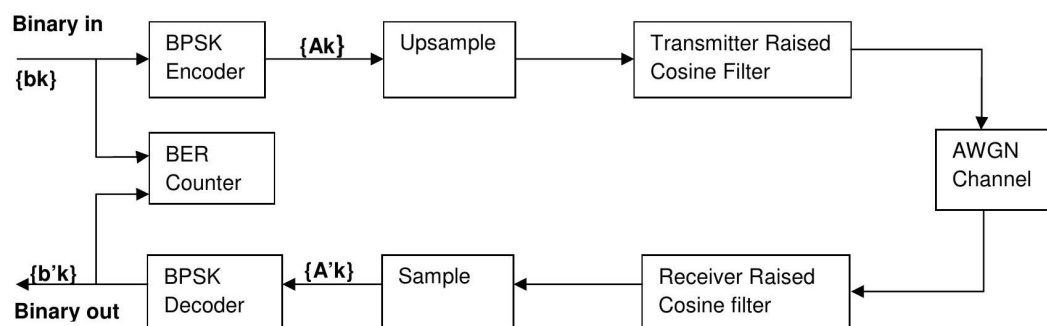 Binary in
{bk}
BPSK
Encoder
{Ak}
Upsample
Transmitter Raised
Cosine Filter
BER
Counter
AWGN
Channel
{b'k}
Binary out
BPSK
Decoder
{A'k}
Sample
Receiver Raised
Cosine filter